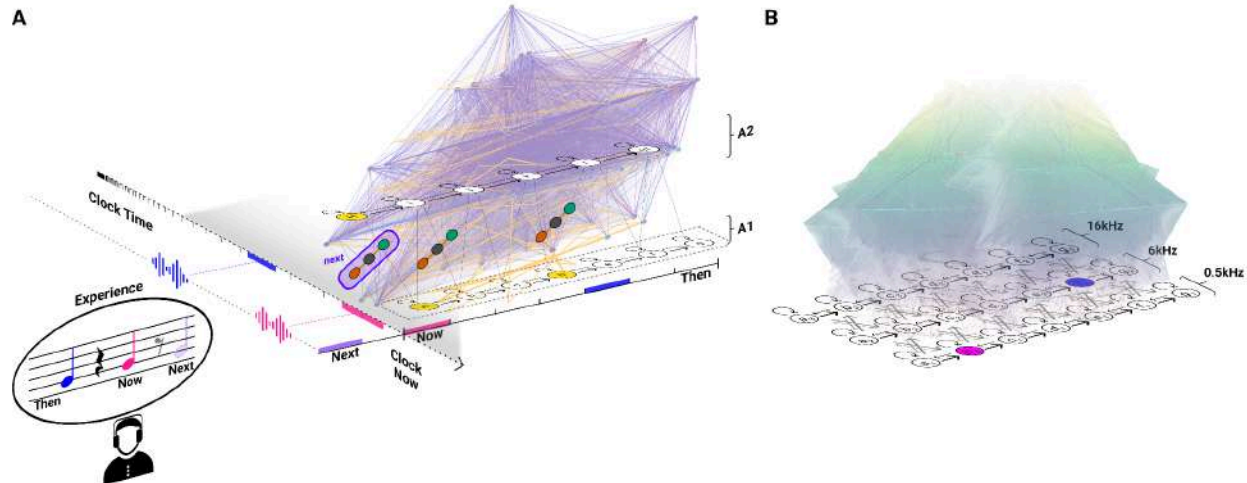 A
B
A2
A1
Clock Time
next
Then
16kHz
6kHz
0.5kHz
Experience
Now
Next
Clock
Now
Then
Now
Next